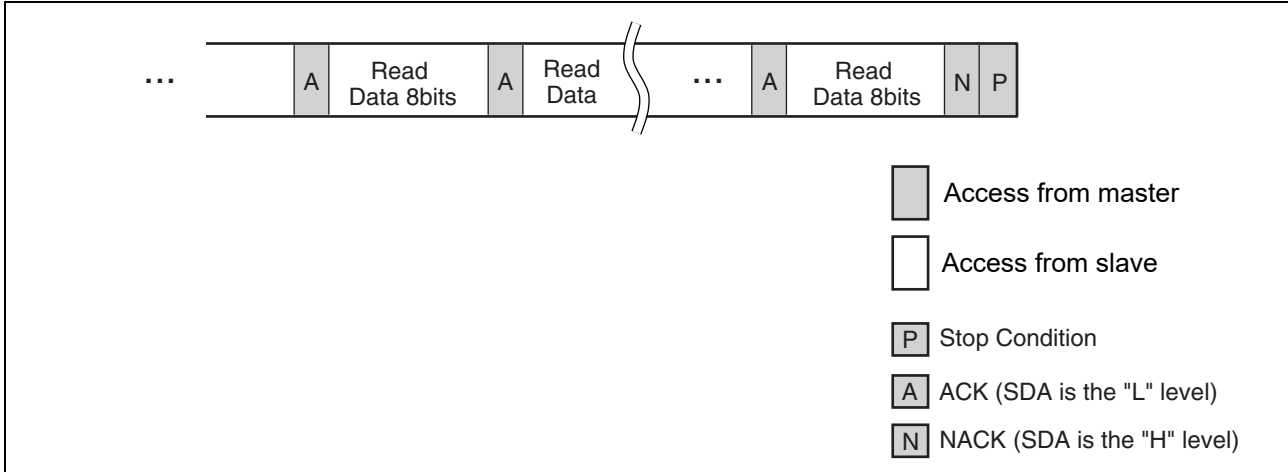 ... A Read A Read ... A Read N P
Data 8bits Data Data 8bits
Access from master
Access from slave
P Stop Condition
A ACK (SDA is the "L" level)
N NACK (SDA is the "H" level)